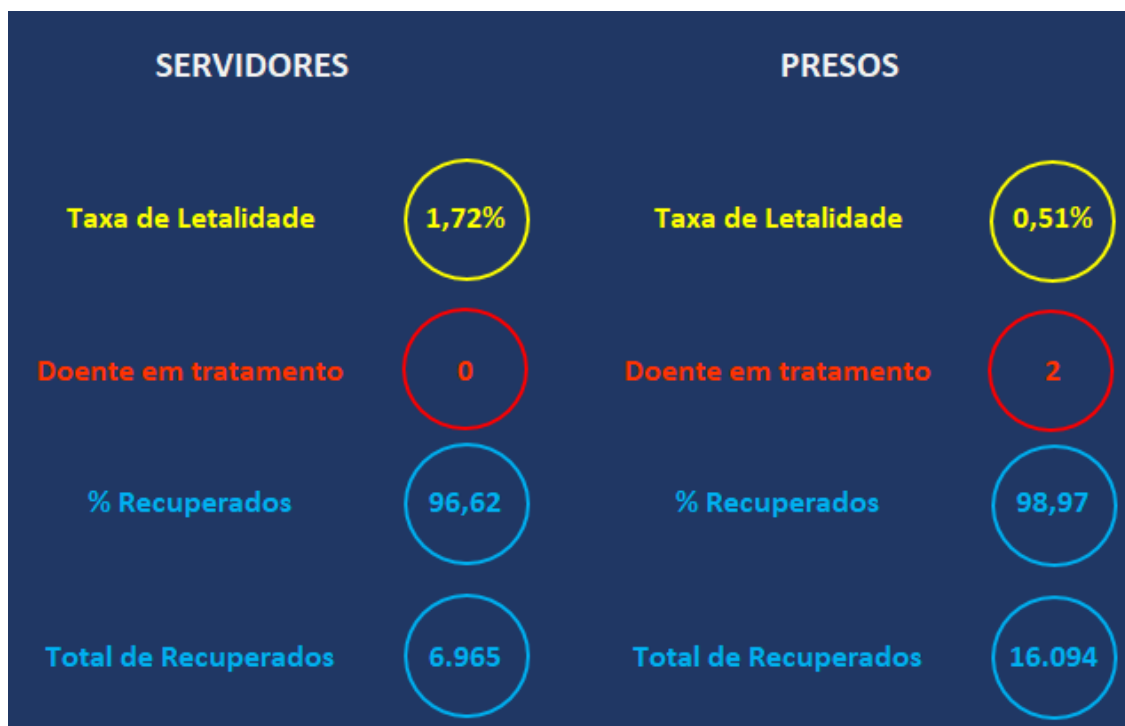 SERVIDORES
PRESOS
Taxa de Letalidade
1,72%
Taxa de Letalidade
0,51%
Doente em tratamento
0
Doente em tratamento
2
% Recuperados
96,62
% Recuperados
98,97
Total de Recuperados
6.965
Total de Recuperados
16.094